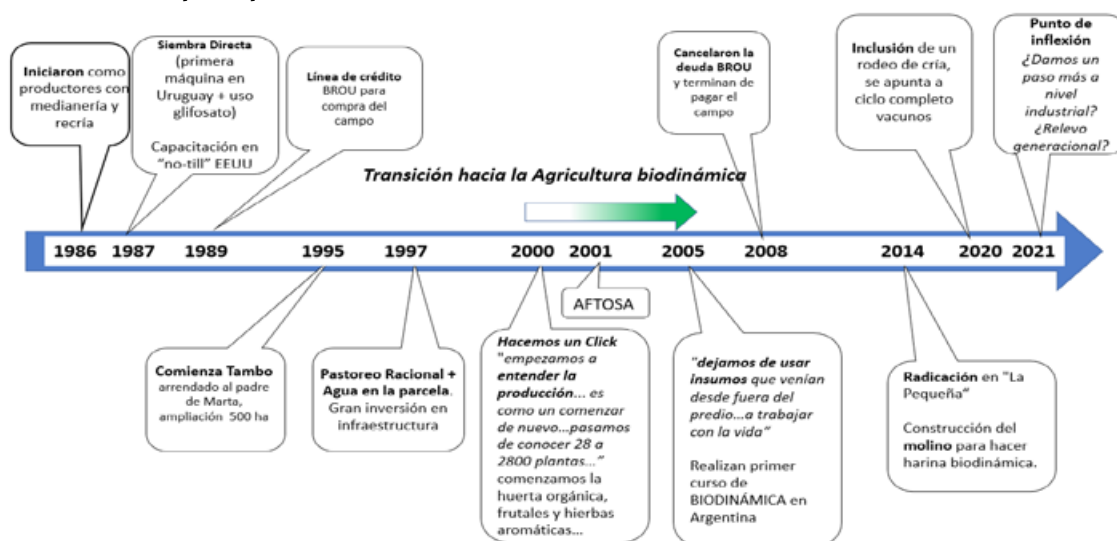 Iniciaron como
productores con
medianería y
recría
Siembra Directa
(primera
máquina en
Uruguay + uso
glifosato)
Capacitación en
“no-till” EEUU
Línea de crédito
BROU para
compra del
campo
Cancelaron la
deuda BROU
y terminan de
pagar el
campo
Inclusión de un
rodeo de cría,
se apunta a
ciclo completo
vacunos
Punto de
inflexión
¿Damos un
paso más a
nivel
industrial?
¿Relevo
generacional?
Transición hacia la Agricultura biodinámica
1986 1987 1989 1995 1997 2000 2001 2005 2008 2014 2020 2021
AFTOSA
Comienza Tambo
arrendado al padre
de Marta,
ampliación 500 ha
Pastoreo Racional +
Agua en la parcela.
Gran inversión en
infraestructura
Hacemos un Click
"empezamos a
entender la
producción... es
como un comenzar
de nuevo...pasamos
de conocer 28 a
2800 plantas...”
comenzamos la
huerta orgánica,
frutales y hierbas
aromáticas...
"dejamos de usar
insumos que venían
desde fuera del
predio...a trabajar
con la vida”
Realizan primer
curso de
BIODINÁMICA en
Argentina
Radicación en "La
Pequeña”
Construcción del
molino para hacer
harina biodinámica.